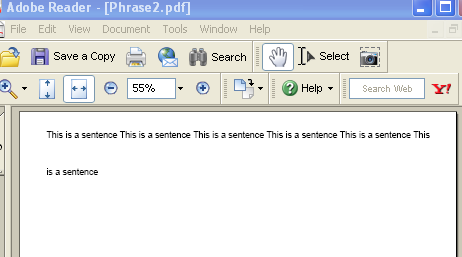 Adobe Reader - [Phrase2.pdf]
File Edit View Document Tools Window Help
Save a Copy Search Select
55% Help Search Web Y!
This is a sentence This is a sentence This is a sentence This is a sentence This is a sentence This
is a sentence